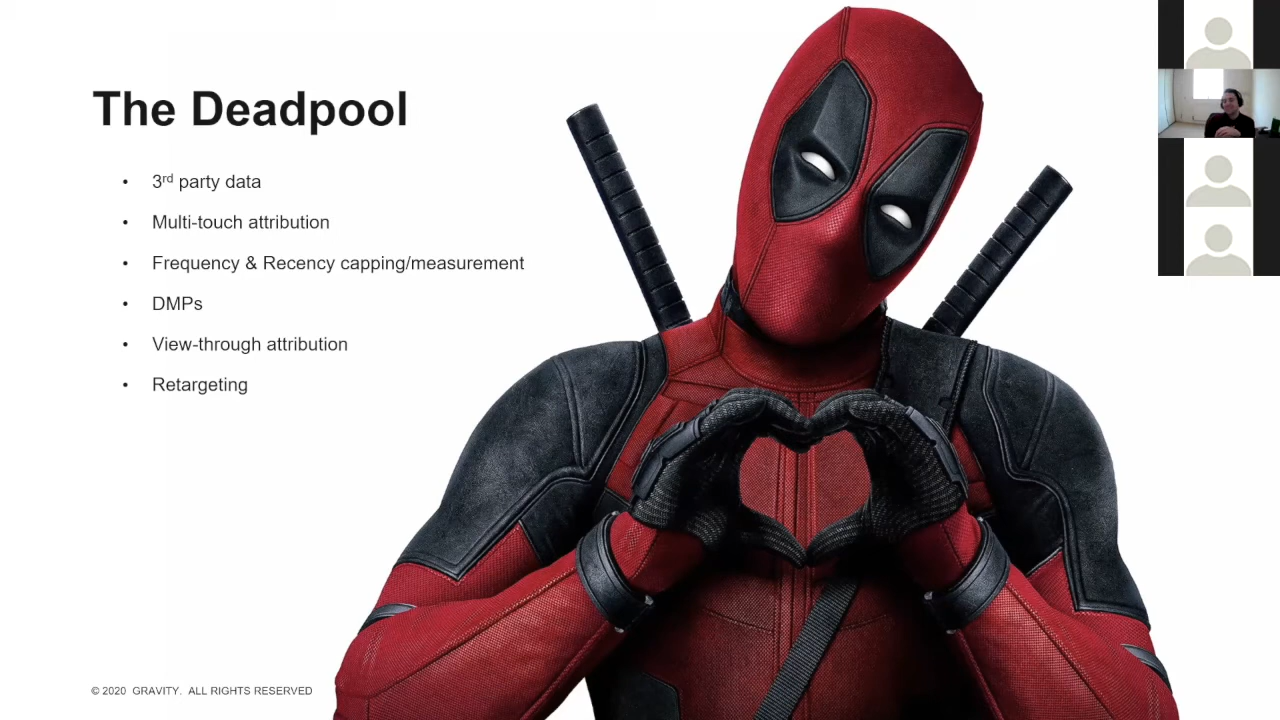 The Deadpool
• 3rd party data
• Multi-touch attribution
• Frequency & Recency capping/measurement
• DMPs
• View-through attribution
• Retargeting
© 2020 GRAVITY. ALL RIGHTS RESERVED